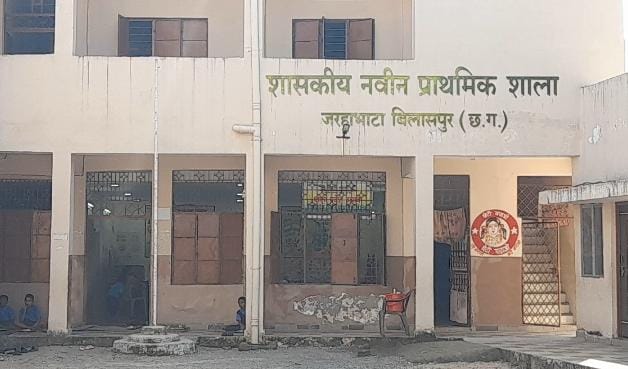 शासकीय नवीन प्राथमिक शाला
जरहाभाटा बिलासपुर (छ.ग.)